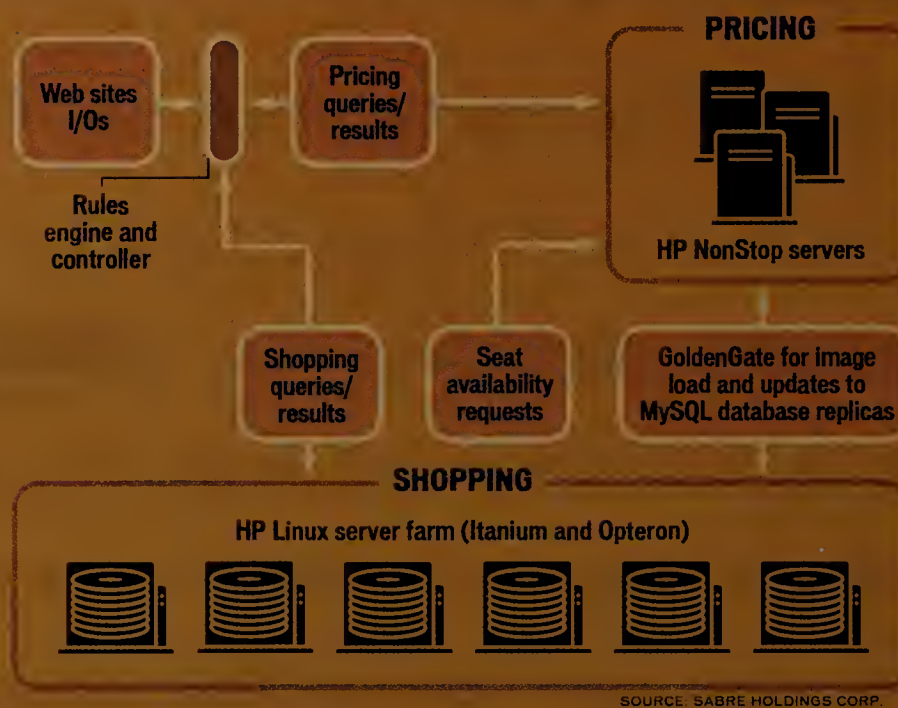 PRICING
Web sites
I/Os
Pricing
queries/
results
Rules
engine and
controller
HP NonStop servers
Shopping
queries/
results
Seat
availability
requests
GoldenGate for image
load and updates to
MySQL database replicas
SHOPPING
HP Linux server farm (Itanium and Opteron)
SOURCE: SABRE HOLDINGS CORP.